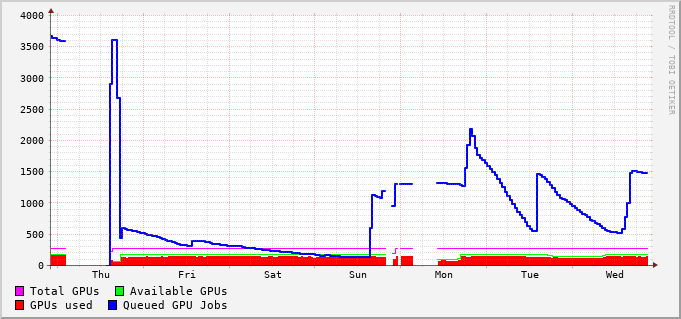 RRDTOOL / TOBI OETIKER
4000
3500
3000
2500
2000
1500
1000
500
0
Thu Fri Sat Sun Mon Tue Wed
Total GPUs Available GPUs
GPUs used Queued GPU Jobs